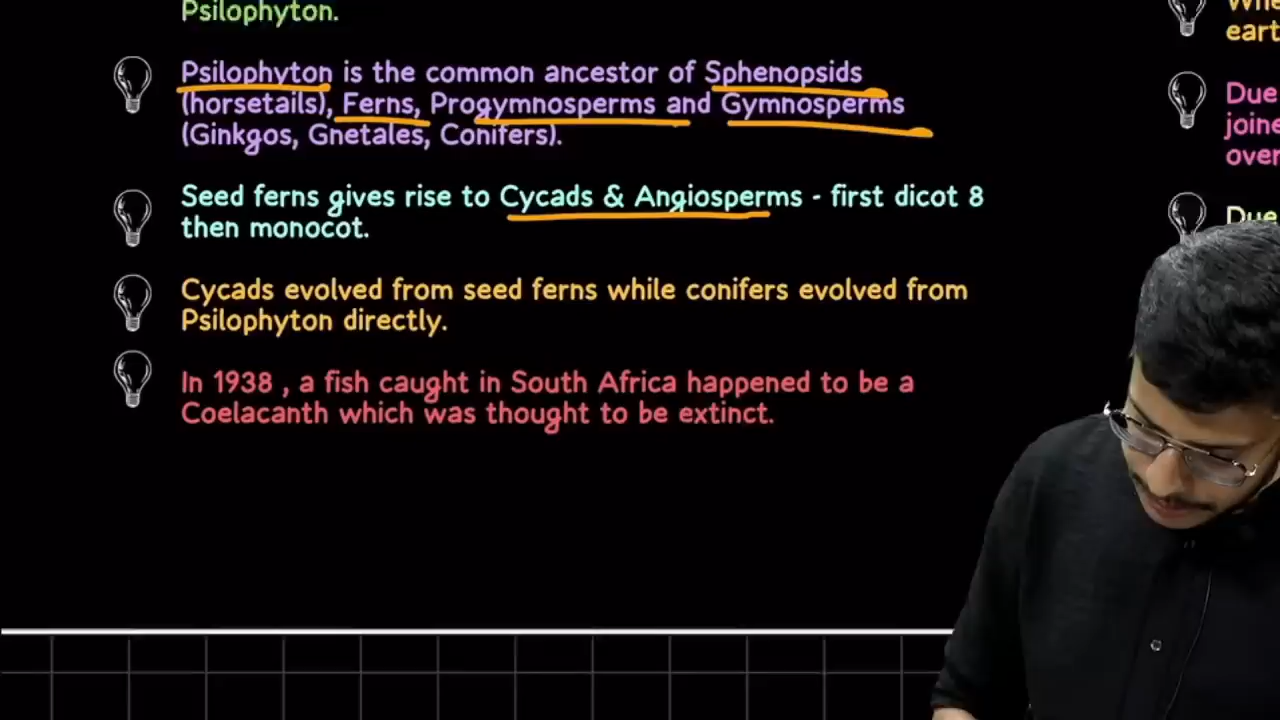 Psilophyton.
Psilophyton is the common ancestor of Sphenopsids
(horsetails), Ferns, Progymnosperms and Gymnosperms
(Ginkgos, Gnetales, Conifers).
Seed ferns gives rise to Cycads & Angiosperms - first dicot 8
then monocot.
Cycads evolved from seed ferns while conifers evolved from
Psilophyton directly.
In 1938 , a fish caught in South Africa happened to be a
Coelacanth which was thought to be extinct.
Due
joine
over
Due